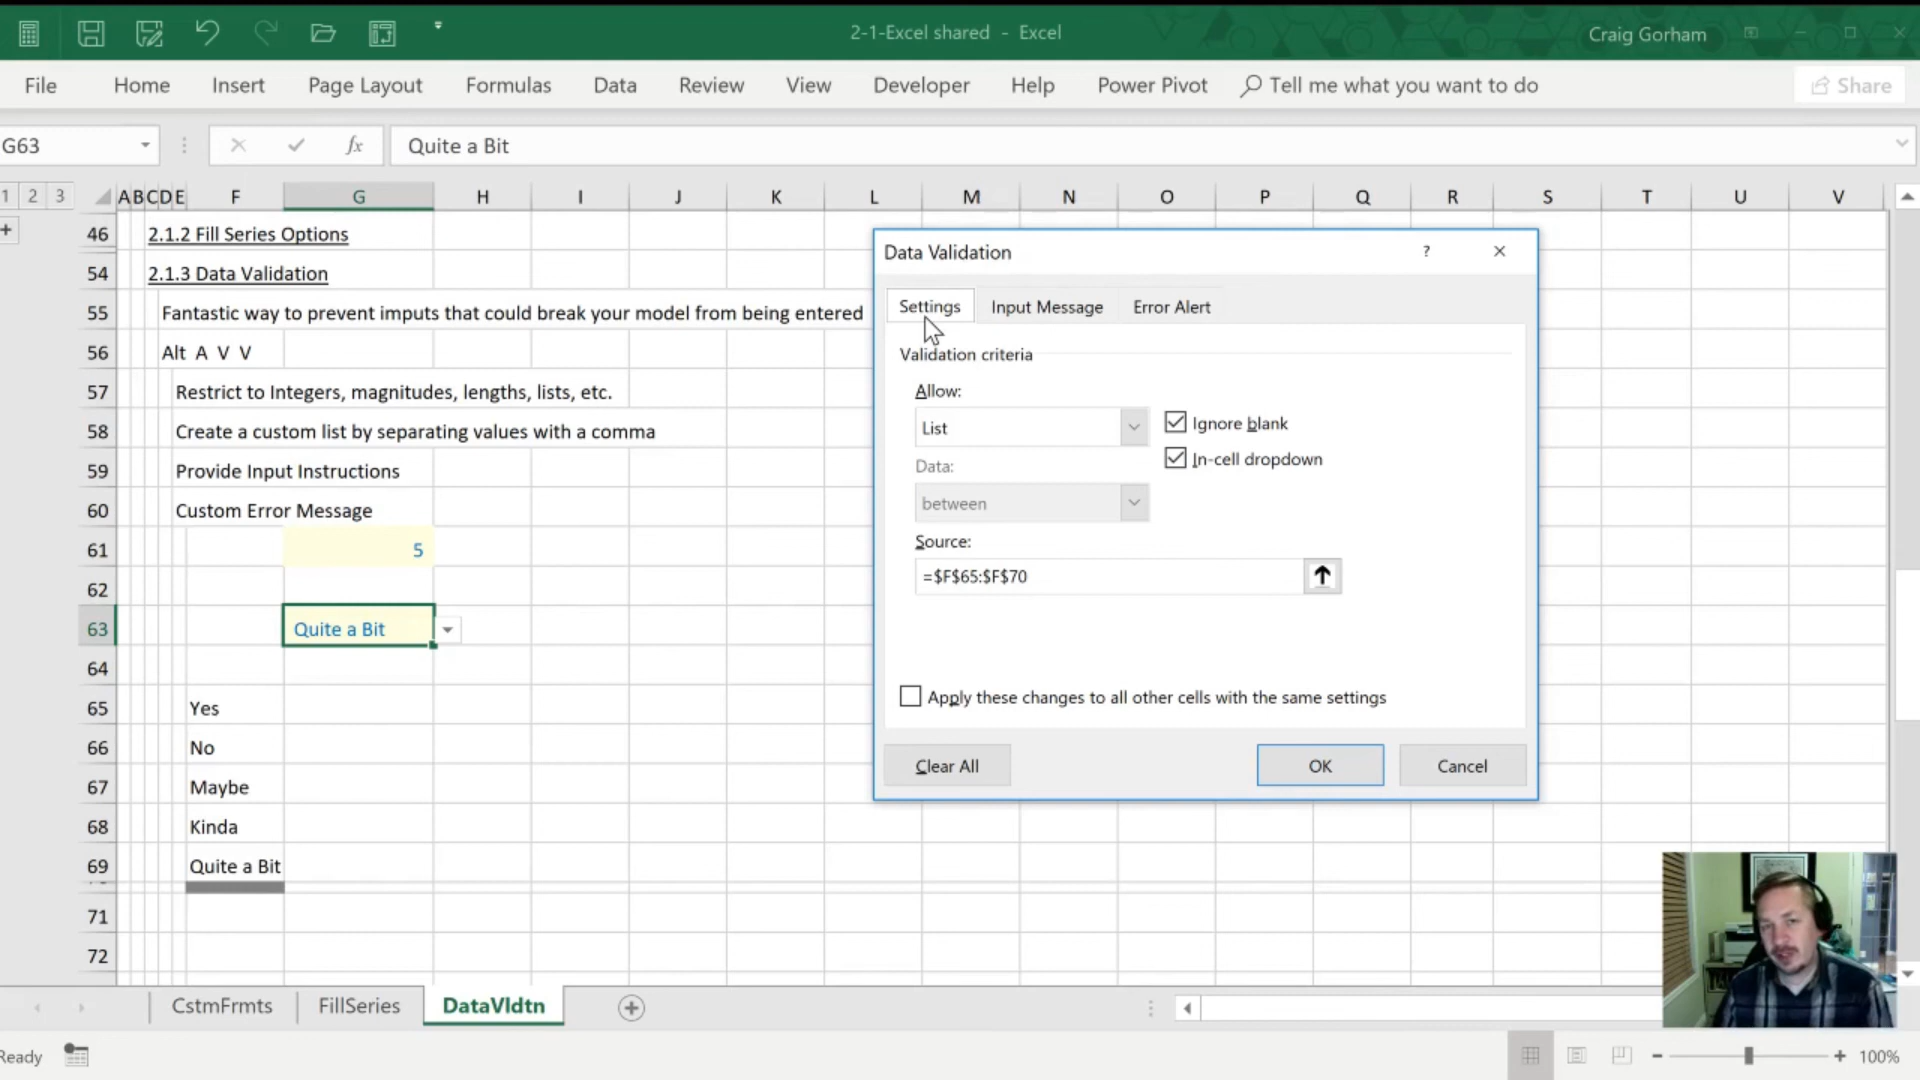 2-1-Excel shared - Excel
Craig Gorham
File Home Insert Page Layout Formulas Data Review View Developer Help Power Pivot Tell me what you want to do Share
G63 fx Quite a Bit
1 2 3 A B C D E F G H I J K L M N O P Q R S T U V
46 2.1.2 Fill Series Options
54 2.1.3 Data Validation
55 Fantastic way to prevent imputs that could break your model from being entered
56 Alt A V V
57 Restrict to Integers, magnitudes, lengths, lists, etc.
58 Create a custom list by separating values with a comma
59 Provide Input Instructions
60 Custom Error Message
61 5
62
63 Quite a Bit
64
65 Yes
66 No
67 Maybe
68 Kinda
69 Quite a Bit
71
72
Data Validation ?
Settings Input Message Error Alert
Validation criteria
Allow:
List
Ignore blank
Data:
In-cell dropdown
between
Source:
=$F$65:$F$70
Apply these changes to all other cells with the same settings
Clear All OK Cancel
CstmFrmts FillSeries DataVldtn
Ready 100%